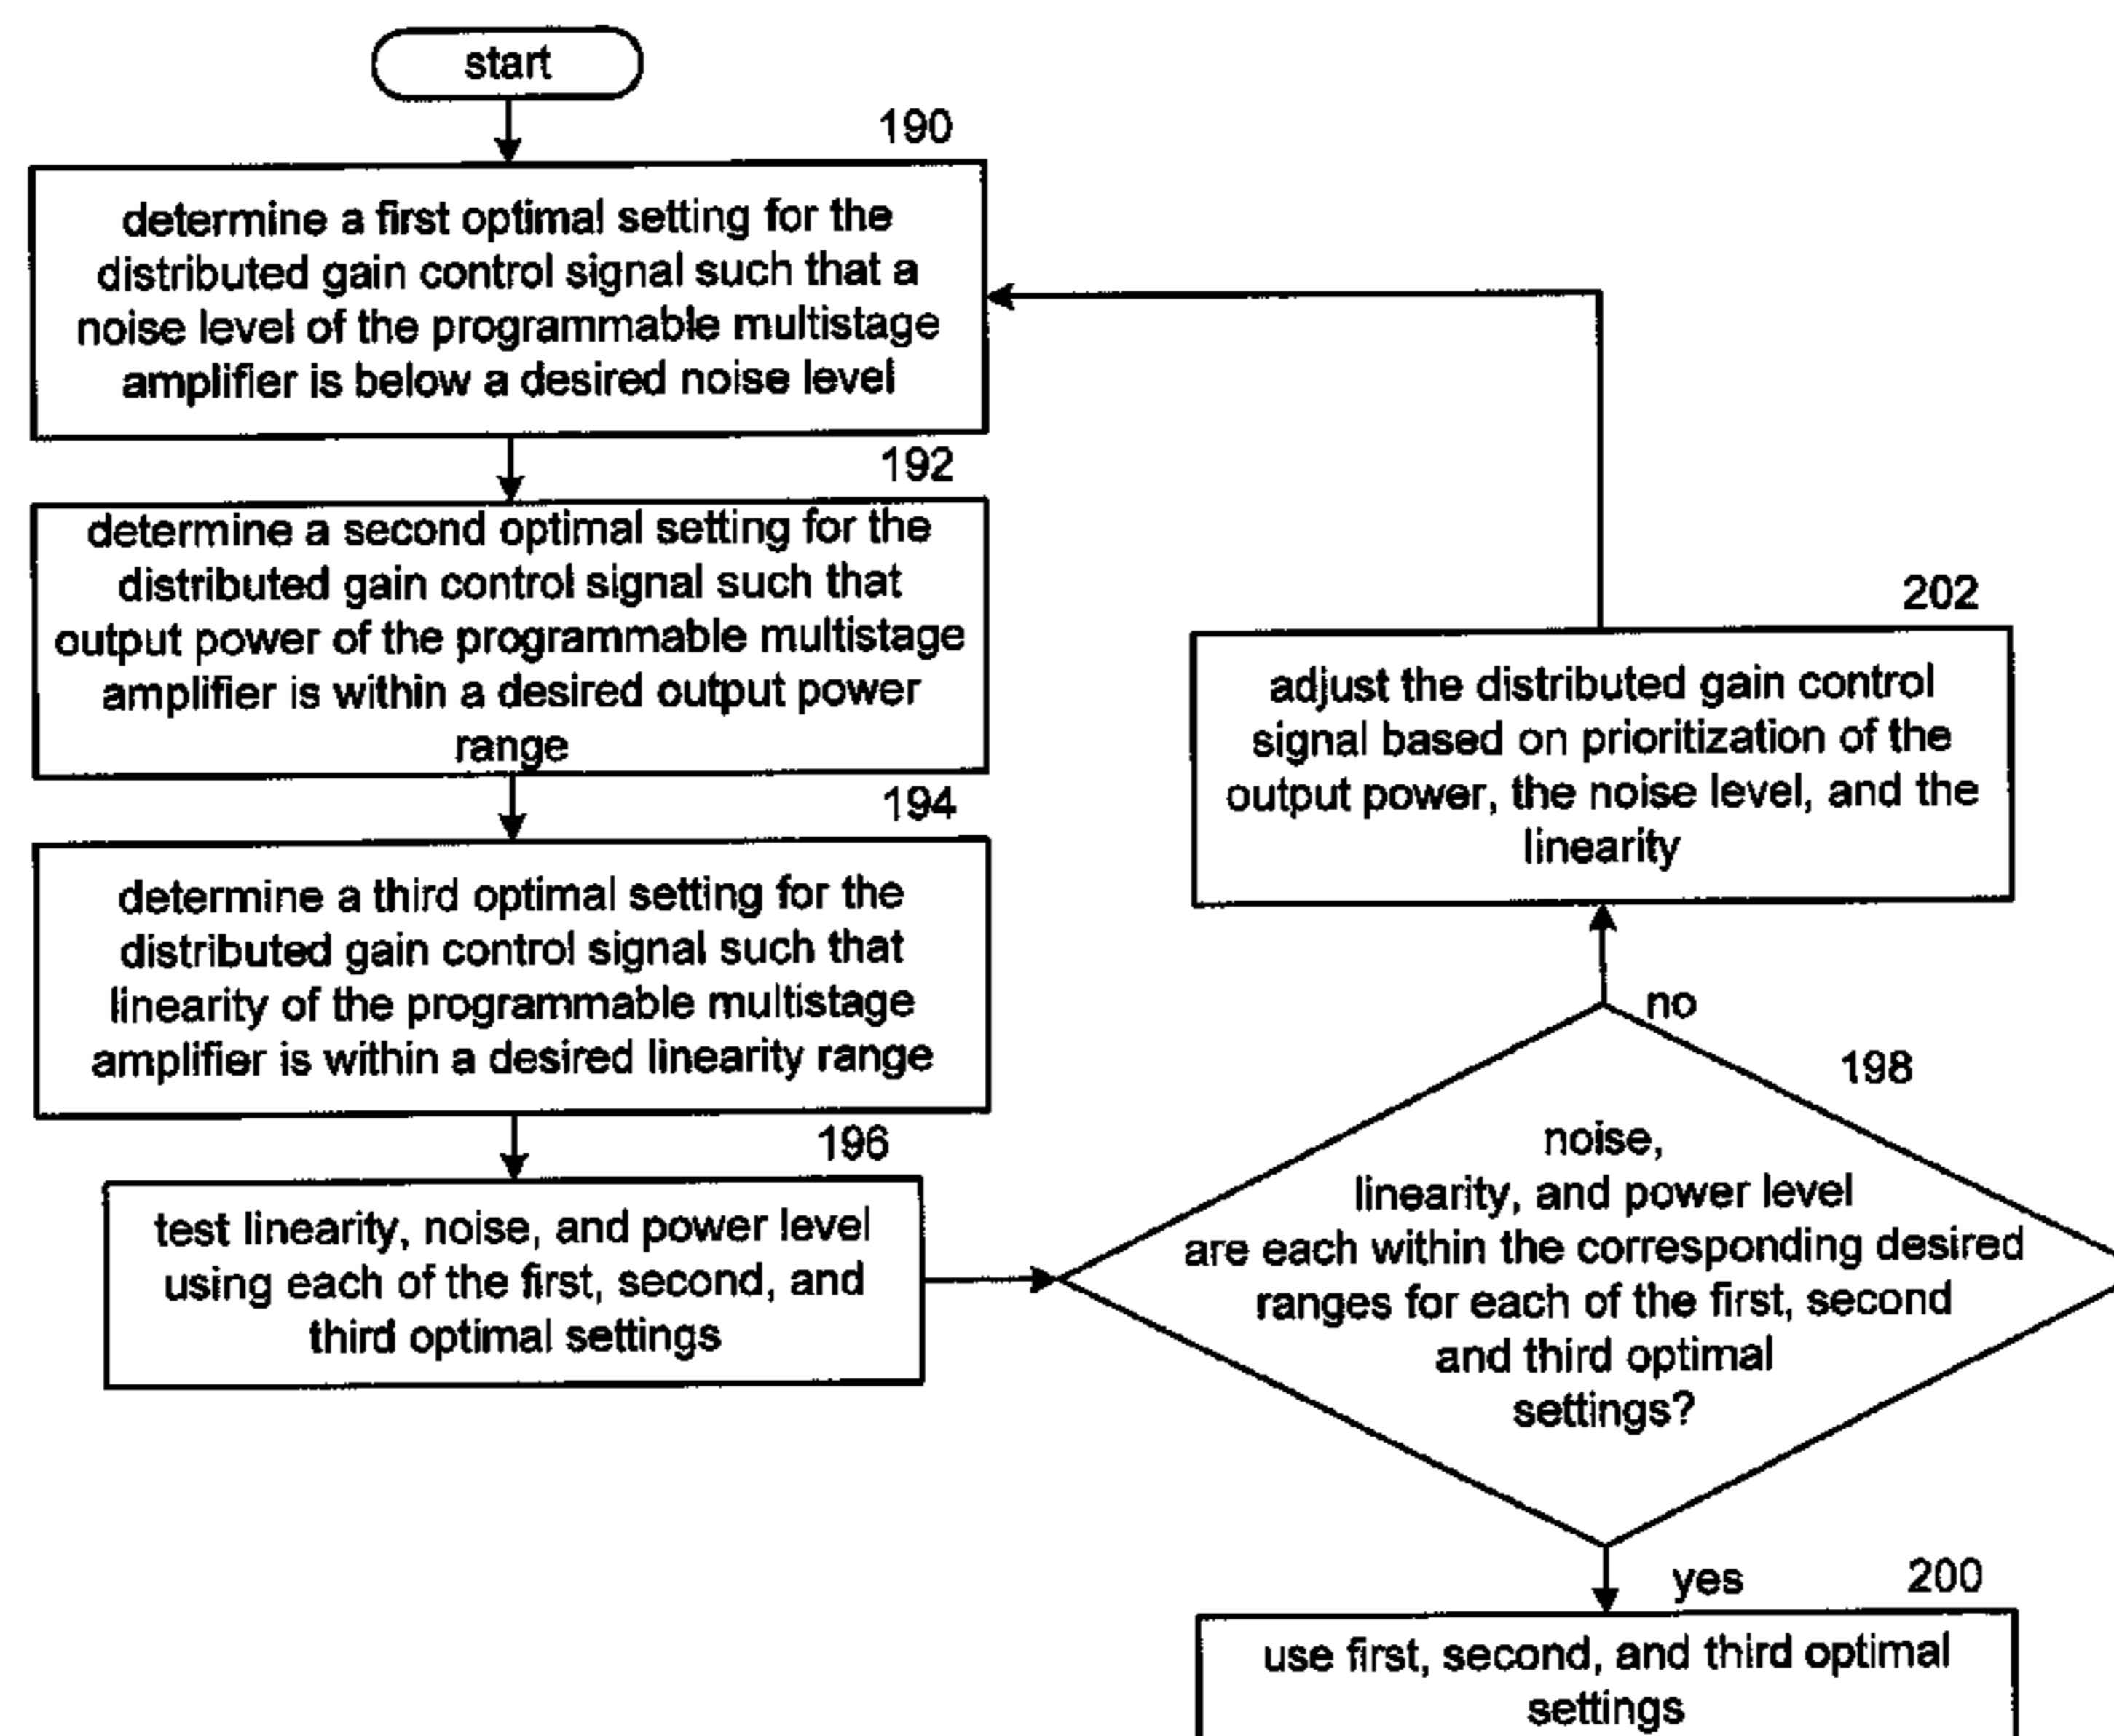 start
190
determine a first optimal setting for the
distributed gain control signal such that a
noise level of the programmable multistage
amplifier is below a desired noise level
192
determine a second optimal setting for the
distributed gain control signal such that
output power of the programmable multistage
amplifier is within a desired output power
range
194
determine a third optimal setting for the
distributed gain control signal such that
linearity of the programmable multistage
amplifier is within a desired linearity range
196
test linearity, noise, and power level
using each of the first, second, and
third optimal settings
198
noise,
linearity, and power level
are each within the corresponding desired
ranges for each of the first, second
and third optimal
settings?
no
202
adjust the distributed gain control
signal based on prioritization of the
output power, the noise level, and the
linearity
yes
200
use first, second, and third optimal
settings